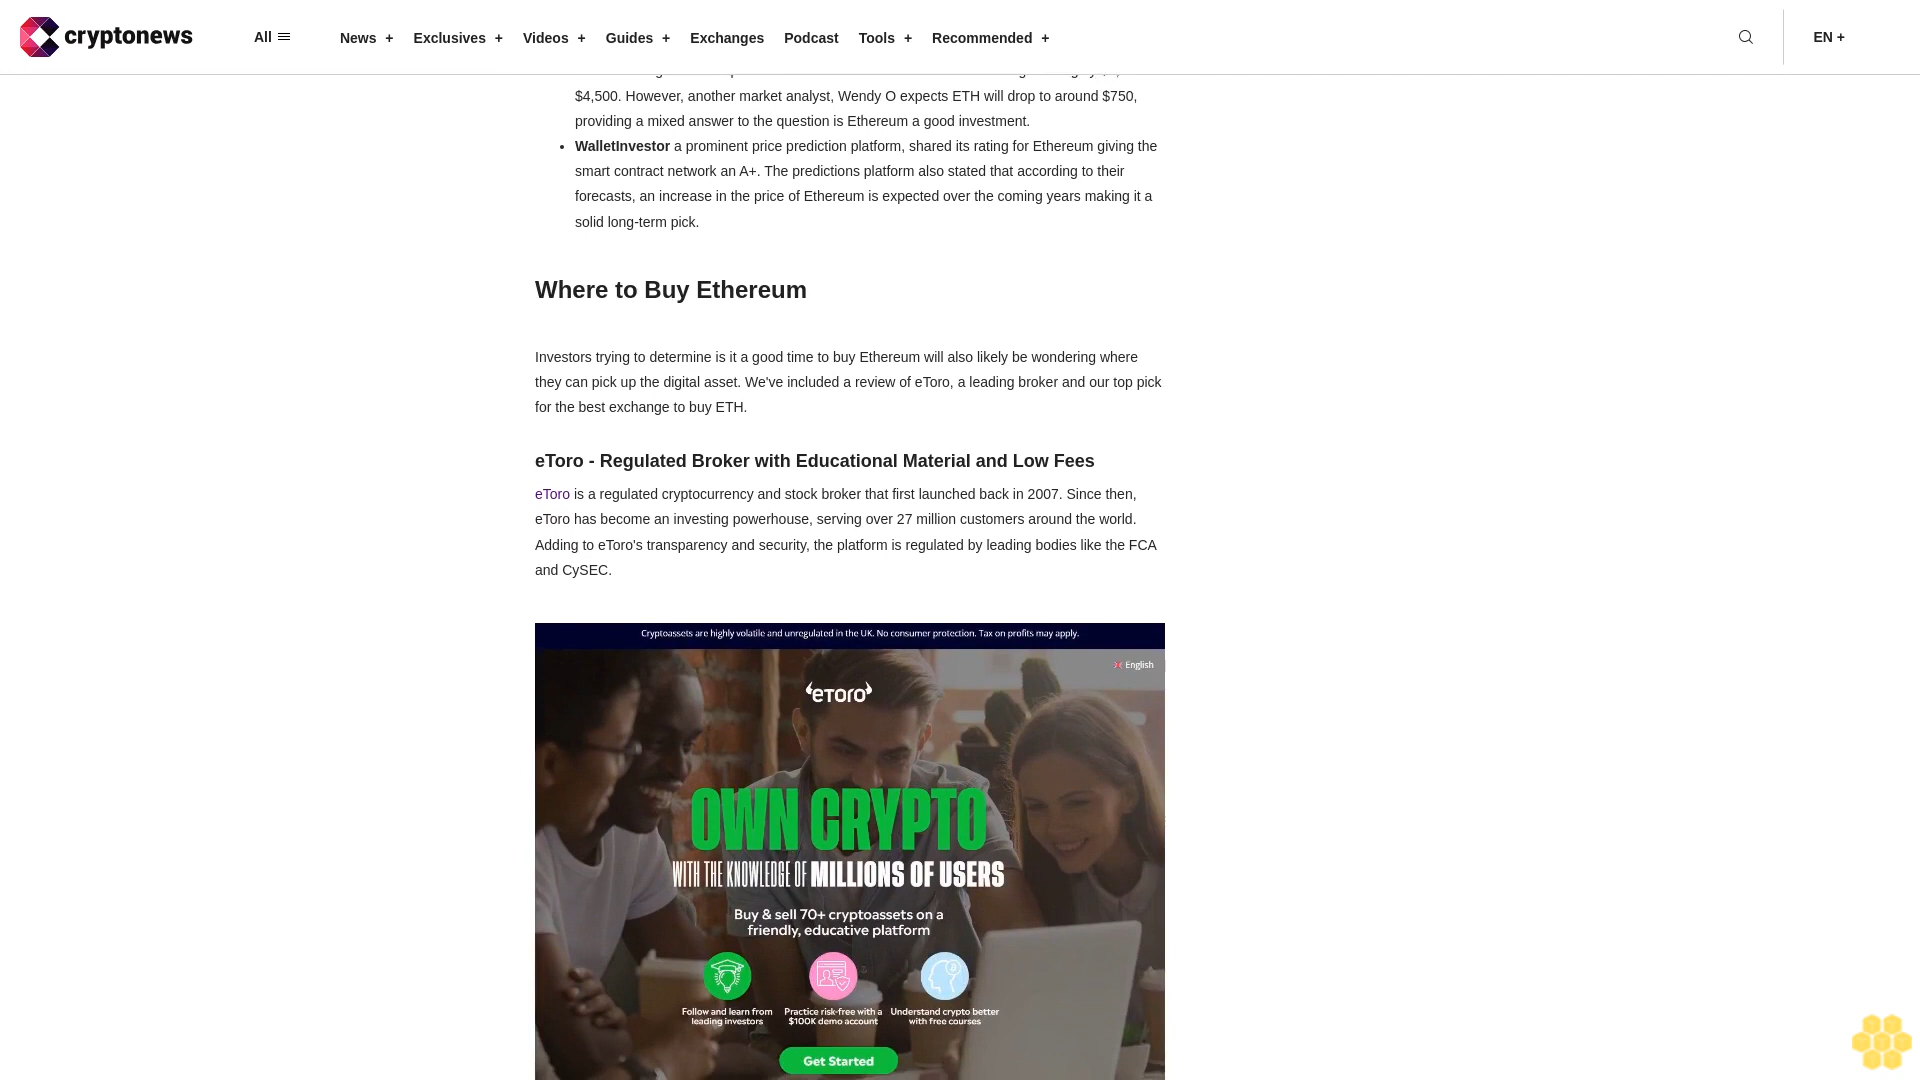 cryptonews
All
News +
Exclusives +
Videos +
Guides +
Exchanges
Podcast
Tools +
Recommended +
EN +
$4,500. However, another market analyst, Wendy O expects ETH will drop to around $750,
providing a mixed answer to the question is Ethereum a good investment.
• WalletInvestor a prominent price prediction platform, shared its rating for Ethereum giving the
smart contract network an A+. The predictions platform also stated that according to their
forecasts, an increase in the price of Ethereum is expected over the coming years making it a
solid long-term pick.
Where to Buy Ethereum
Investors trying to determine is it a good time to buy Ethereum will also likely be wondering where
they can pick up the digital asset. We've included a review of eToro, a leading broker and our top pick
for the best exchange to buy ETH.
eToro - Regulated Broker with Educational Material and Low Fees
eToro is a regulated cryptocurrency and stock broker that first launched back in 2007. Since then,
eToro has become an investing powerhouse, serving over 27 million customers around the world.
Adding to eToro's transparency and security, the platform is regulated by leading bodies like the FCA
and CySEC.
Cryptoassets are highly volatile and unregulated in the UK. No consumer protection. Tax on profits may apply.
English
eToro
OWN CRYPTO
WITH THE KNOWLEDGE OF MILLIONS OF USERS
Buy & sell 70+ cryptoassets on a
friendly, educative platform
Follow and learn from
leading investors
Practice risk-free with a
$100K demo account
Understand crypto better
with free courses
Get Started